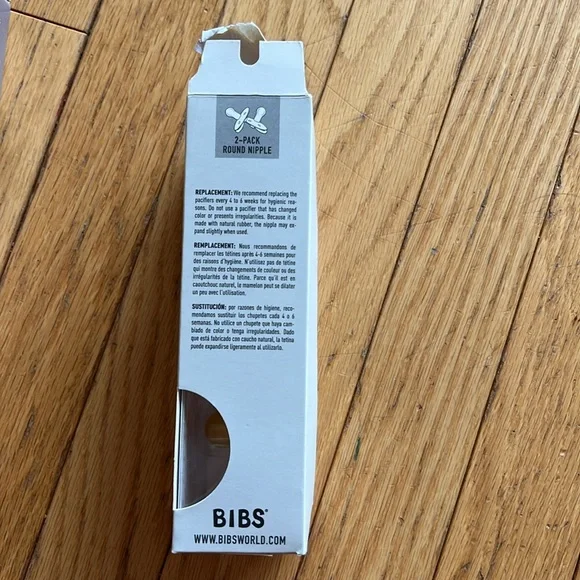 2-PACK
ROUND NIPPLE
REPLACEMENT: We recommend replacing the
pacifiers every 4 to 6 weeks for hygienic rea-
sons. Do not use a pacifier that has changed
color or presents irregularities. Because it is
made with natural rubber, the nipple may ex-
pand slightly when used.
REMPLACEMENT: Nous recommandons de
remplacer les tétines après 4-6 semaines pour
des raisons d'hygiène. N'utilisez pas de tétine
qui montre des changements de couleur ou des
irrégularités de la tétine. Parce qu'il est en
caoutchouc naturel, le mamelon peut se dilater
un peu avec l'utilisation.
SUSTITUCIÓN: por razones de higiene, reco-
mendamos sustituir los chupetes cada 4 o 6
semanas. No utilice un chupete que haya cam-
biado de color o tenga irregularidades. Dado
que está fabricado con caucho natural, la tetina
puede expandirse ligeramente al utilizarlo.
BIBS®
WWW.BIBSWORLD.COM